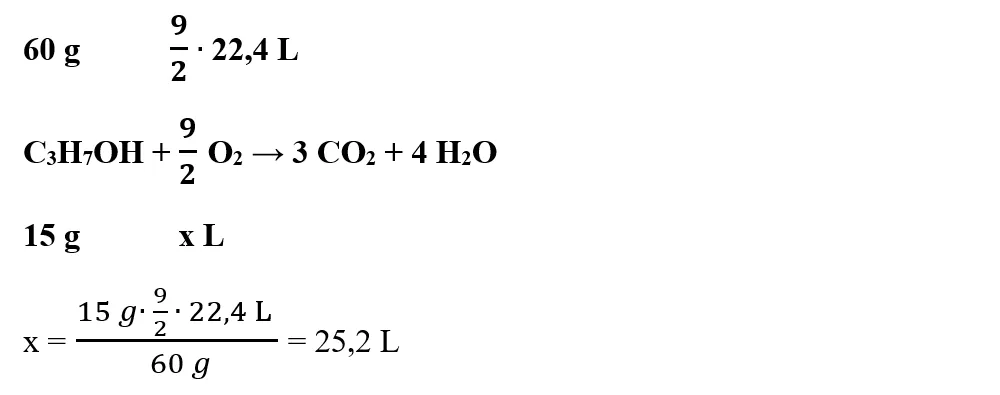 60 g 9/2 · 22,4 L
C₃H₇OH + 9/2 O₂ → 3 CO₂ + 4 H₂O
15 g x L
x = (15 g· 9/2 · 22,4 L)/(60 g) = 25,2 L